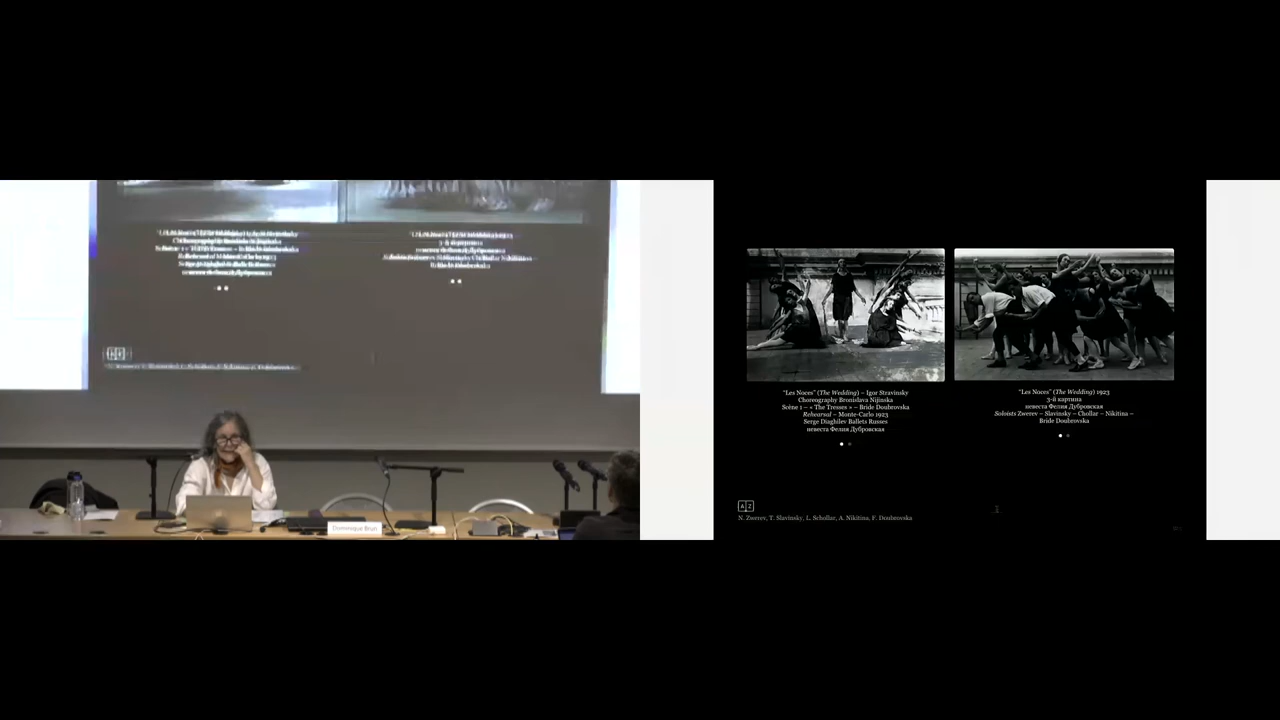 Dominique Brun
"Les Noces" (The Wedding) – Igor Stravinsky
Choreography Bronislava Nijinska
Scène 1 – « The Tresses » – Bride Doubrovska
Rehearsal – Monte-Carlo 1923
Serge Diaghilev Ballets Russes
невеста Фелия Дубровская
"Les Noces" (The Wedding) 1923
3-й картина
невеста Фелия Дубровская
Soloists Zwerev – Slavinsky – Chollar – Nikitina –
Bride Doubrovska
A Z
N. Zwerev, T. Slavinsky, L. Schollar, A. Nikitina, F. Doubrovska